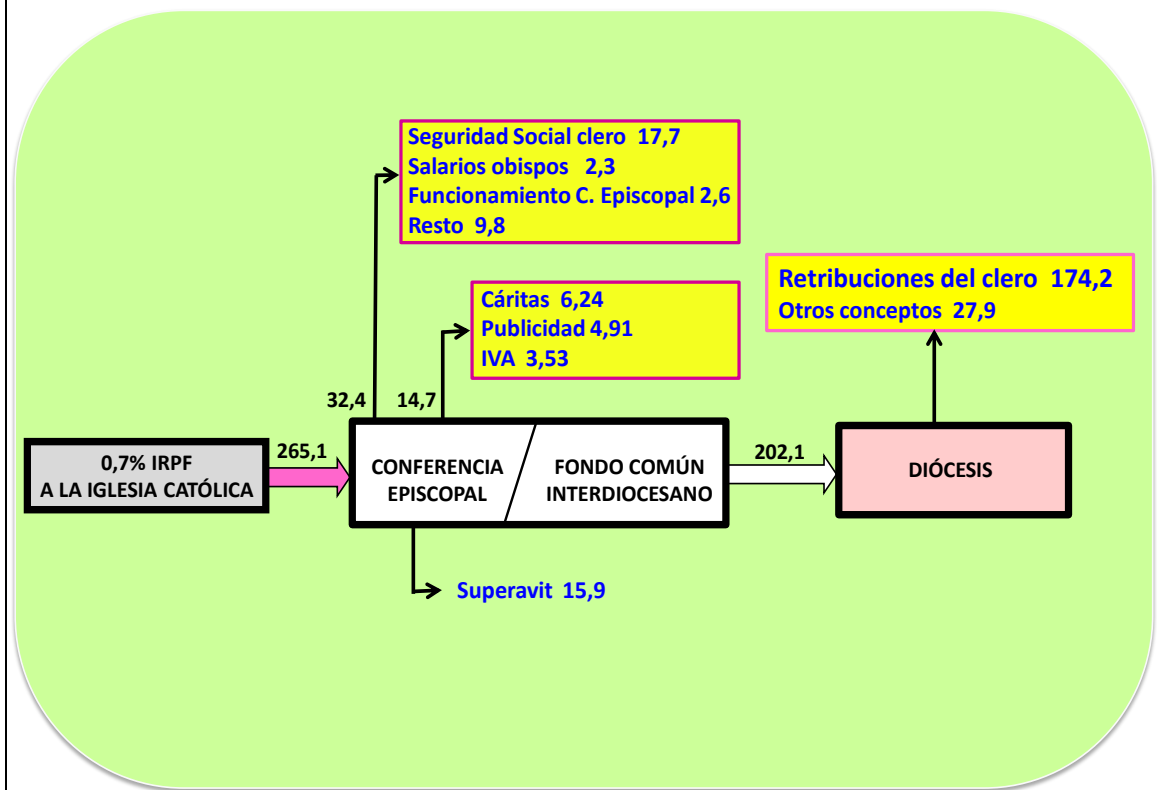 Seguridad Social clero 17,7
Salarios obispos 2,3
Funcionamiento C. Episcopal 2,6
Resto 9,8
Retribuciones del clero 174,2
Otros conceptos 27,9
Cáritas 6,24
Publicidad 4,91
IVA 3,53
32,4
14,7
0,7% IRPF
A LA IGLESIA CATÓLICA
265,1
CONFERENCIA
EPISCOPAL
FONDO COMÚN
INTERDIOCESANO
202,1
DIÓCESIS
Superavit 15,9